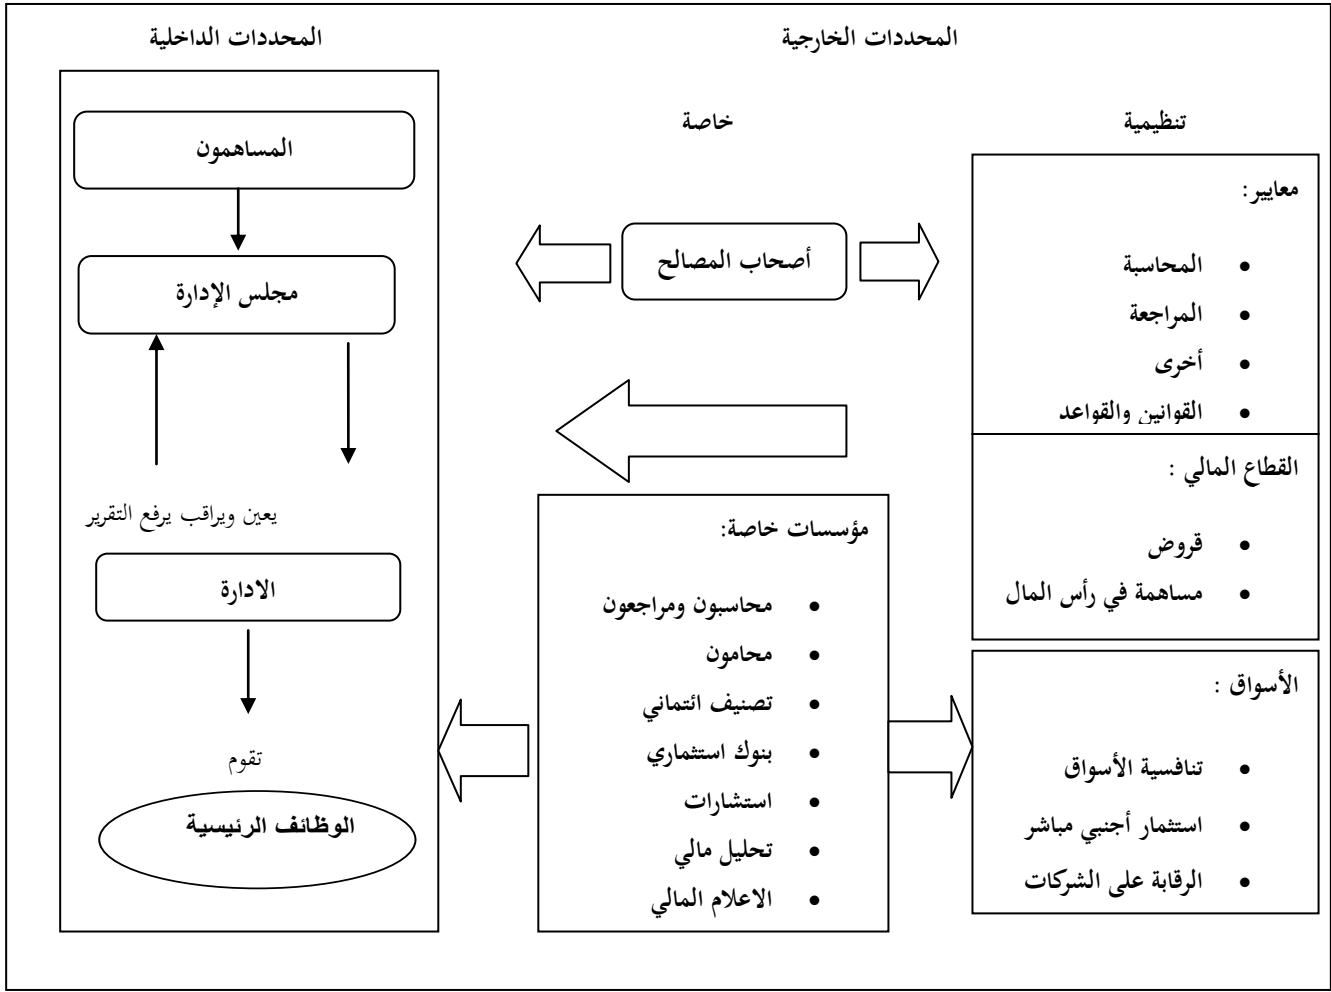 المحددات الخارجية
المحددات الداخلية
تنظيمية
خاصة
معايير:
• المحاسبة
• المراجعة
• أخرى
• القوانين والقواعد
القطاع المالي :
• قروض
• مساهمة في رأس المال
الأسواق :
• تنافسية الأسواق
• استثمار أجنبي مباشر
• الرقابة على الشركات
أصحاب المصالح
مؤسسات خاصة:
• محاسبون ومراجعون
• محامون
• تصنيف ائتماني
• بنوك استثماري
• استشارات
• تحليل مالي
• الاعلام المالي
المساهمون
مجلس الإدارة
يعين ويراقب يرفع التقرير
الادارة
تقوم
الوظائف الرئيسية